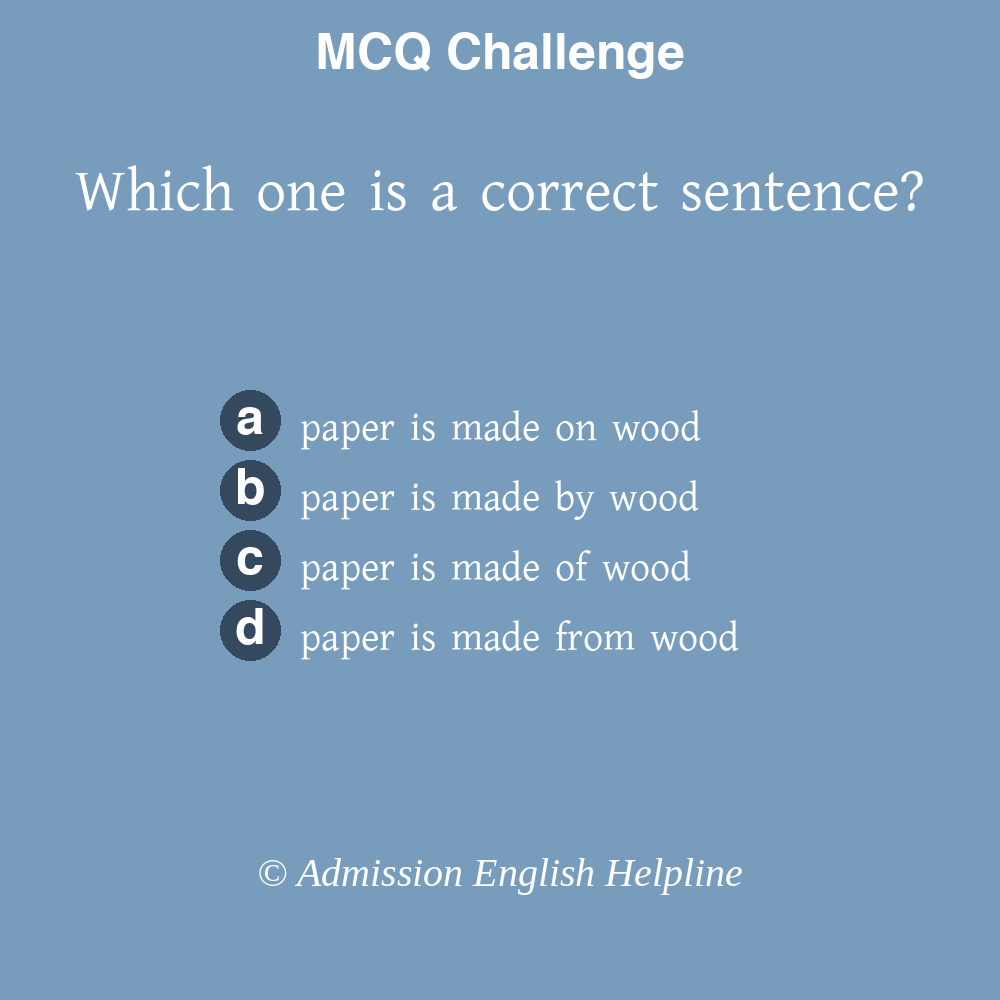 MCQ Challenge
Which one is a correct sentence?
a paper is made on wood
b paper is made by wood
c paper is made of wood
d paper is made from wood
© Admission English Helpline